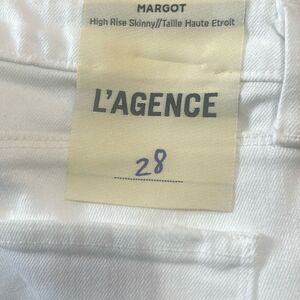 MARGOT
High Rise Skinny//Taille Haute Etroit
L'AGENCE
28